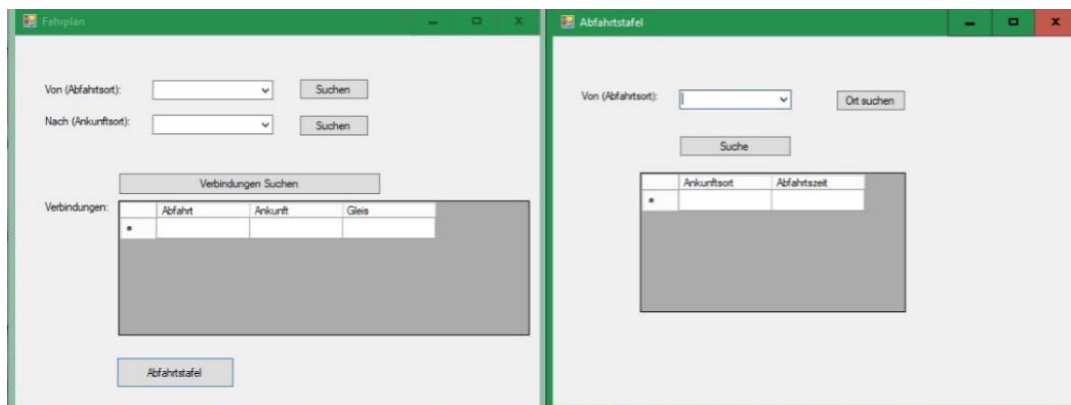 Fahrplan
Von (Abfahrtsort):
Suchen
Nach (Ankunftsort):
Suchen
Verbindungen Suchen
Verbindungen:
Abfahrt Ankunft Gleis
Abfahrtstafel
Abfahrtstafel
Von (Abfahrtsort):
Ort suchen
Suche
Ankunftsort Abfahrtszeit